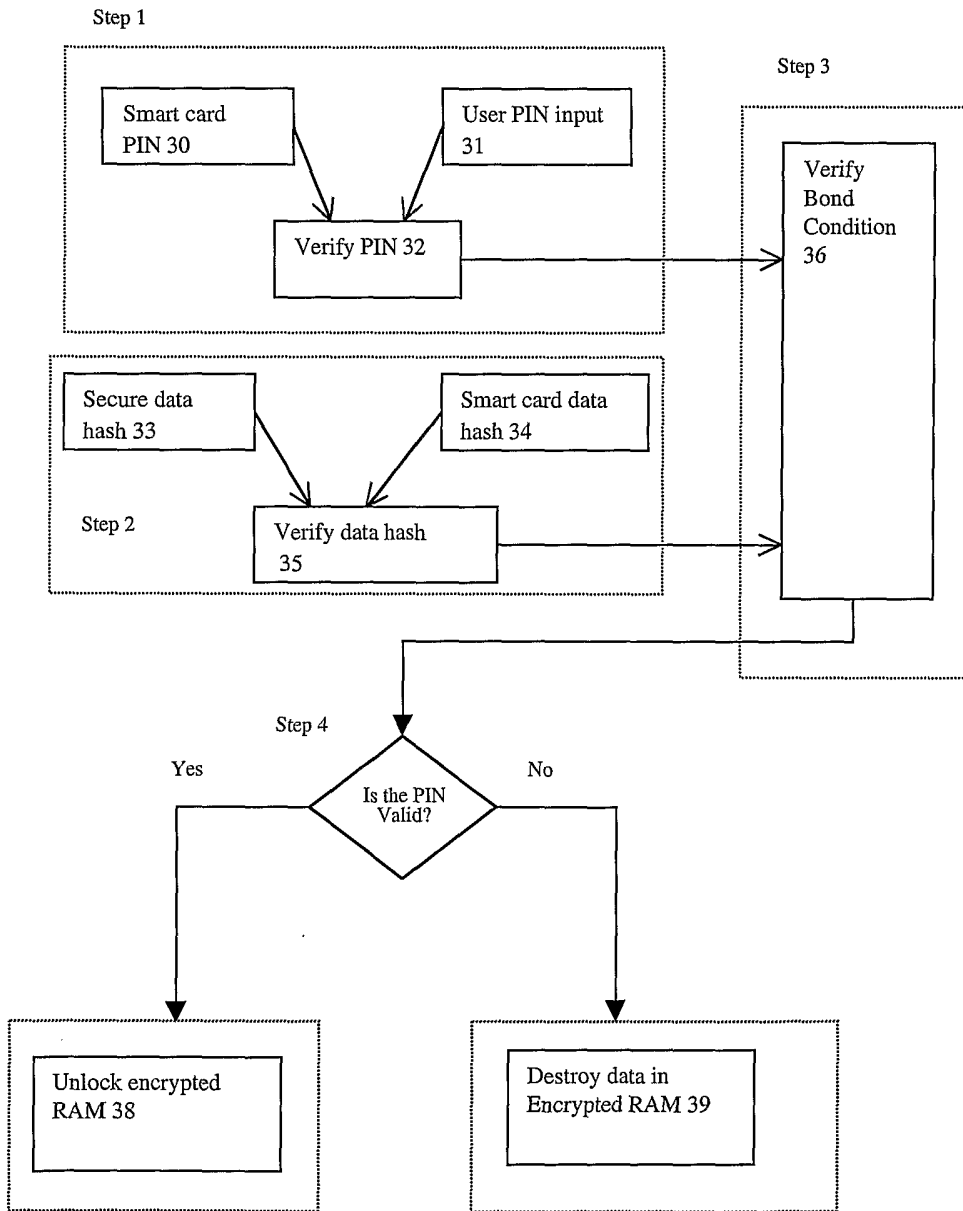 Step 1
Smart card
PIN 30
User PIN input
31
Verify PIN 32
Step 3
Verify
Bond
Condition
36
Secure data
hash 33
Smart card data
hash 34
Step 2
Verify data hash
35
Step 4
Yes
No
Is the PIN
Valid?
Unlock encrypted
RAM 38
Destroy data in
Encrypted RAM 39